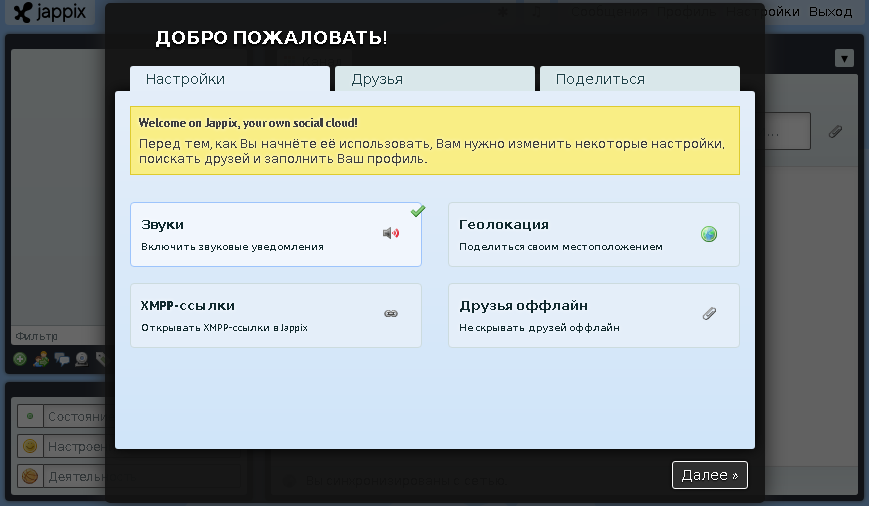 jappix
Настройки Выход
ДОБРО ПОЖАЛОВАТЬ!
Настройки
Друзья
Поделиться
Welcome on Jappix, your own social cloud!
Перед тем, как Вы начнёте её использовать, Вам нужно изменить некоторые настройки,
поискать друзей и заполнить Ваш профиль.
Звуки
Включить звуковые уведомления
Геолокация
Поделиться своим местоположением
XMPP-ссылки
Открывать XMPP-ссылки в Jappix
Друзья оффлайн
Не скрывать друзей оффлайн
Фильтр
Состояни
Настроен
Деятельн
Далее »